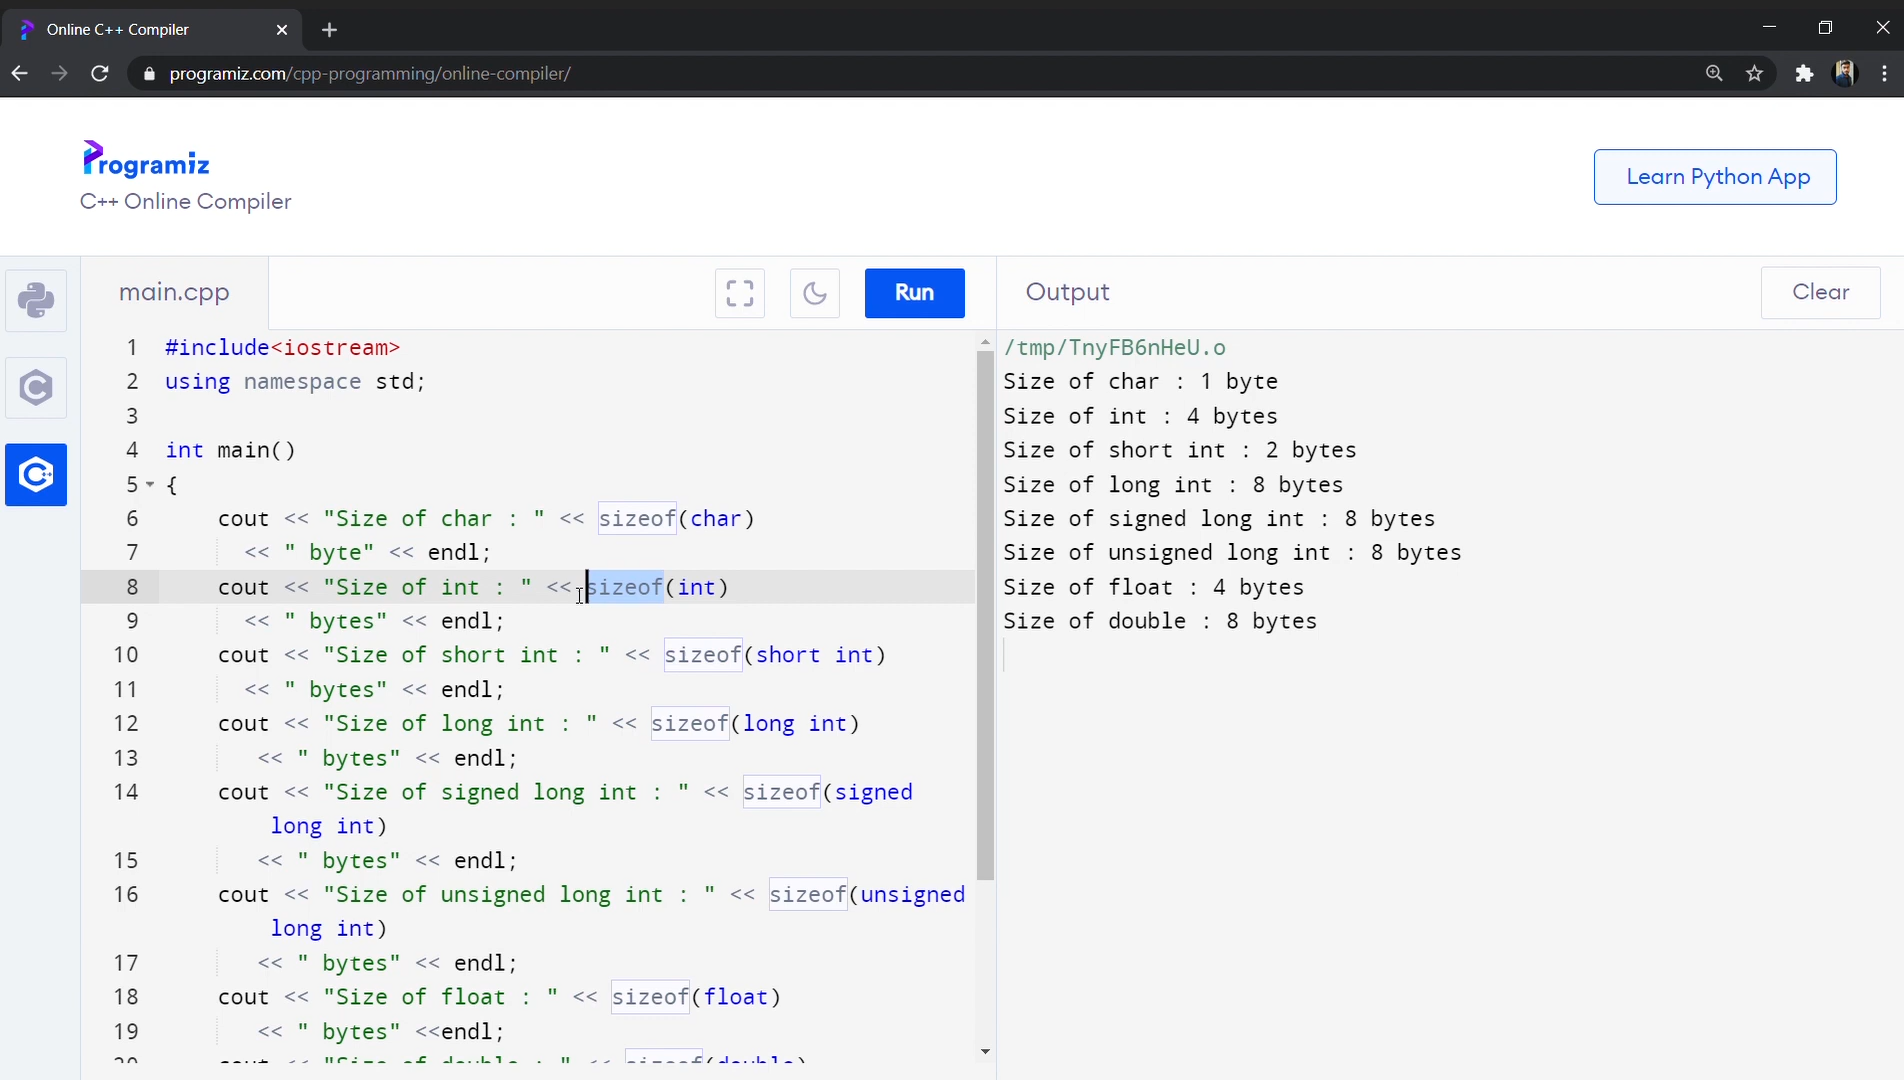 Online C++ Compiler
programiz.com/cpp-programming/online-compiler/
Programiz
C++ Online Compiler
Learn Python App
main.cpp
Run
Output
Clear
1 #include<iostream>
2 using namespace std;
3
4 int main()
5 {
6 cout << "Size of char : " << sizeof(char)
7 << " byte" << endl;
8 cout << "Size of int : " << sizeof(int)
9 << " bytes" << endl;
10 cout << "Size of short int : " << sizeof(short int)
11 << " bytes" << endl;
12 cout << "Size of long int : " << sizeof(long int)
13 << " bytes" << endl;
14 cout << "Size of signed long int : " << sizeof(signed
long int)
15 << " bytes" << endl;
16 cout << "Size of unsigned long int : " << sizeof(unsigned
long int)
17 << " bytes" << endl;
18 cout << "Size of float : " << sizeof(float)
19 << " bytes" <<endl;
20 cout << "Size of double : " << sizeof(double)
/tmp/TnyFB6nHeU.o
Size of char : 1 byte
Size of int : 4 bytes
Size of short int : 2 bytes
Size of long int : 8 bytes
Size of signed long int : 8 bytes
Size of unsigned long int : 8 bytes
Size of float : 4 bytes
Size of double : 8 bytes